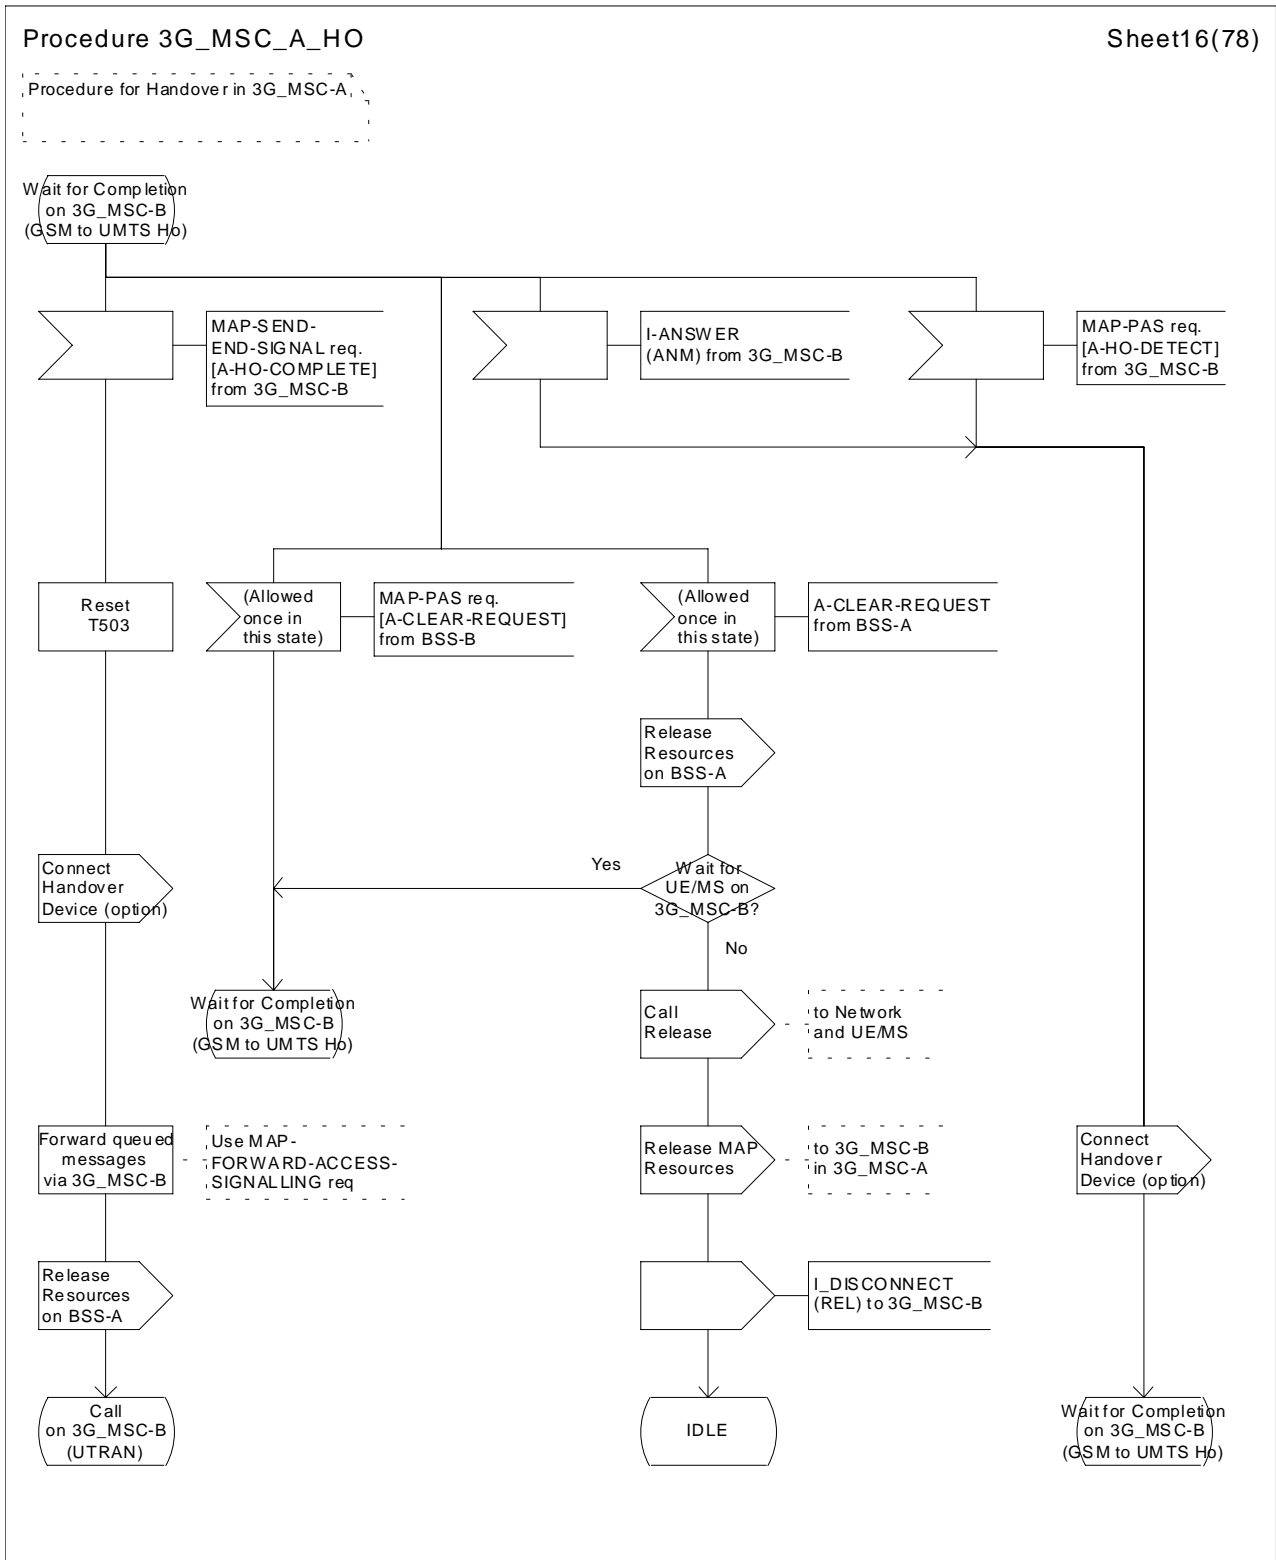 Procedure 3G_MSC_A_HO
Sheet16(78)
Procedure for Handover in 3G_MSC-A
Wait for Completion
on 3G_MSC-B
(GSM to UMTS Ho)
MAP-SEND-
END-SIGNAL req.
[A-HO-COMPLETE]
from 3G_MSC-B
I-ANSWER
(ANM) from 3G_MSC-B
MAP-PAS req.
[A-HO-DETECT]
from 3G_MSC-B
Reset
T503
(Allowed
once in
this state)
MAP-PAS req.
[A-CLEAR-REQUEST]
from BSS-B
(Allowed
once in
this state)
A-CLEAR-REQUEST
from BSS-A
Release
Resources
on BSS-A
Connect
Handover
Device (option)
Yes
Wait for
UE/MS on
3G_MSC-B?
No
Wait for Completion
on 3G_MSC-B
(GSM to UMTS Ho)
Call
Release
to Network
and UE/MS
Forward queued
messages
via 3G_MSC-B
Use MAP-
FORWARD-ACCESS-
SIGNALLING req
Release MAP
Resources
to 3G_MSC-B
in 3G_MSC-A
Connect
Handover
Device (option)
Release
Resources
on BSS-A
I_DISCONNECT
(REL) to 3G_MSC-B
Call
on 3G_MSC-B
(UTRAN)
IDLE
Wait for Completion
on 3G_MSC-B
(GSM to UMTS Ho)